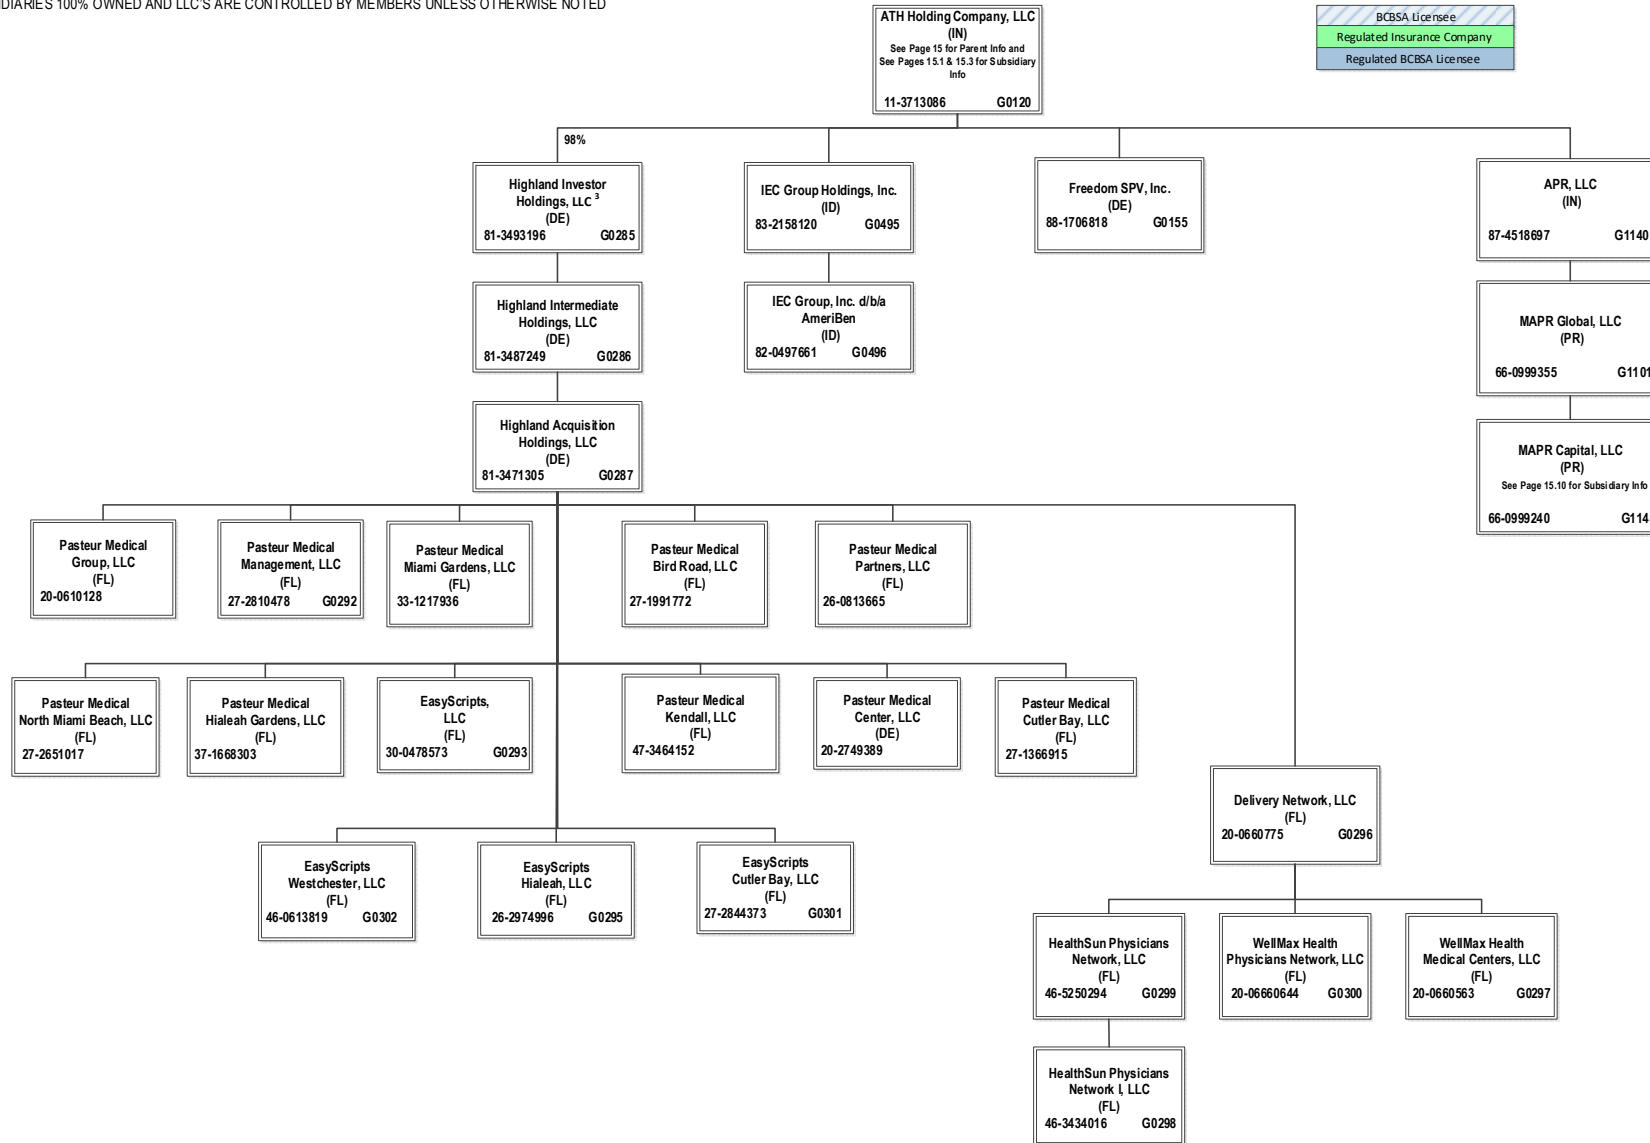 IDIARIES 100% OWNED AND LLC'S ARE CONTROLLED BY MEMBERS UNLESS OTHERWISE NOTED
ATH Holding Company, LLC
(IN)
See Page 15 for Parent Info and
See Pages 15.1 & 15.3 for Subsidiary
Info
11-3713086 G0120
BCBSA Licensee
Regulated Insurance Company
Regulated BCBSA Licensee
98%
Highland Investor
Holdings, LLC ³
(DE)
81-3493196 G0285
IEC Group Holdings, Inc.
(ID)
83-2158120 G0495
Freedom SPV, Inc.
(DE)
88-1706818 G0155
APR, LLC
(IN)
87-4518697 G1140
Highland Intermediate
Holdings, LLC
(DE)
81-3487249 G0286
IEC Group, Inc. d/b/a
AmeriBen
(ID)
82-0497661 G0496
MAPR Global, LLC
(PR)
66-0999355 G1101
Highland Acquisition
Holdings, LLC
(DE)
81-3471305 G0287
MAPR Capital, LLC
(PR)
See Page 15.10 for Subsidiary Info
66-0999240 G114
Pasteur Medical
Group, LLC
(FL)
20-0610128
Pasteur Medical
Management, LLC
(FL)
27-2810478 G0292
Pasteur Medical
Miami Gardens, LLC
(FL)
33-1217936
Pasteur Medical
Bird Road, LLC
(FL)
27-1991772
Pasteur Medical
Partners, LLC
(FL)
26-0813665
Pasteur Medical
North Miami Beach, LLC
(FL)
27-2651017
Pasteur Medical
Hialeah Gardens, LLC
(FL)
37-1668303
EasyScripts,
LLC
(FL)
30-0478573 G0293
Pasteur Medical
Kendall, LLC
(FL)
47-3464152
Pasteur Medical
Center, LLC
(DE)
20-2749389
Pasteur Medical
Cutler Bay, LLC
(FL)
27-1366915
Delivery Network, LLC
(FL)
20-0660775 G0296
EasyScripts
Westchester, LLC
(FL)
46-0613819 G0302
EasyScripts
Hialeah, LLC
(FL)
26-2974996 G0295
EasyScripts
Cutler Bay, LLC
(FL)
27-2844373 G0301
HealthSun Physicians
Network, LLC
(FL)
46-5250294 G0299
WellMax Health
Physicians Network, LLC
(FL)
20-06660644 G0300
WellMax Health
Medical Centers, LLC
(FL)
20-0660563 G0297
HealthSun Physicians
Network I, LLC
(FL)
46-3434016 G0298